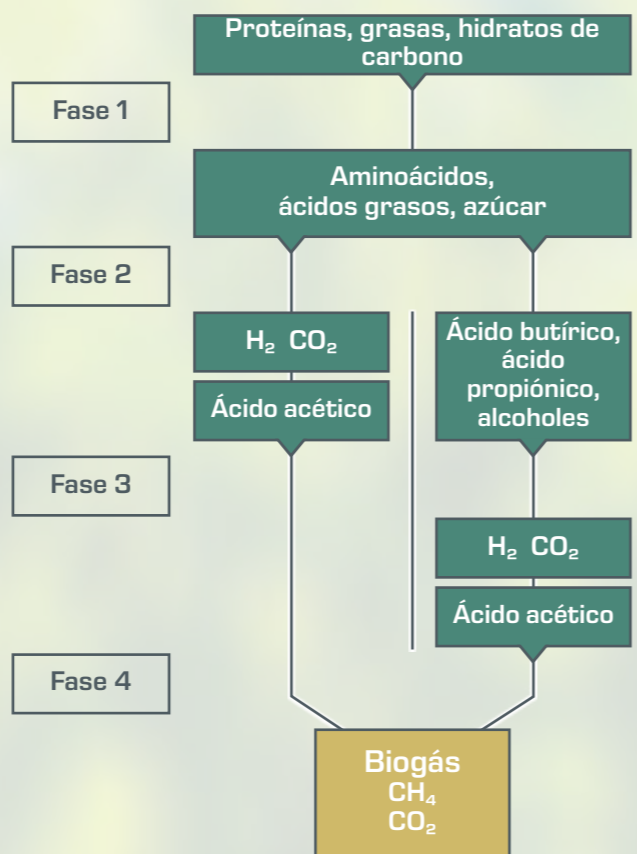 Proteínas, grasas, hidratos de
carbono
Fase 1
Aminoácidos,
ácidos grasos, azúcar
Fase 2
H₂ CO₂
Ácido acético
Ácido butírico,
ácido
propiónico,
alcoholes
Fase 3
H₂ CO₂
Ácido acético
Fase 4
Biogás
CH₄
CO₂